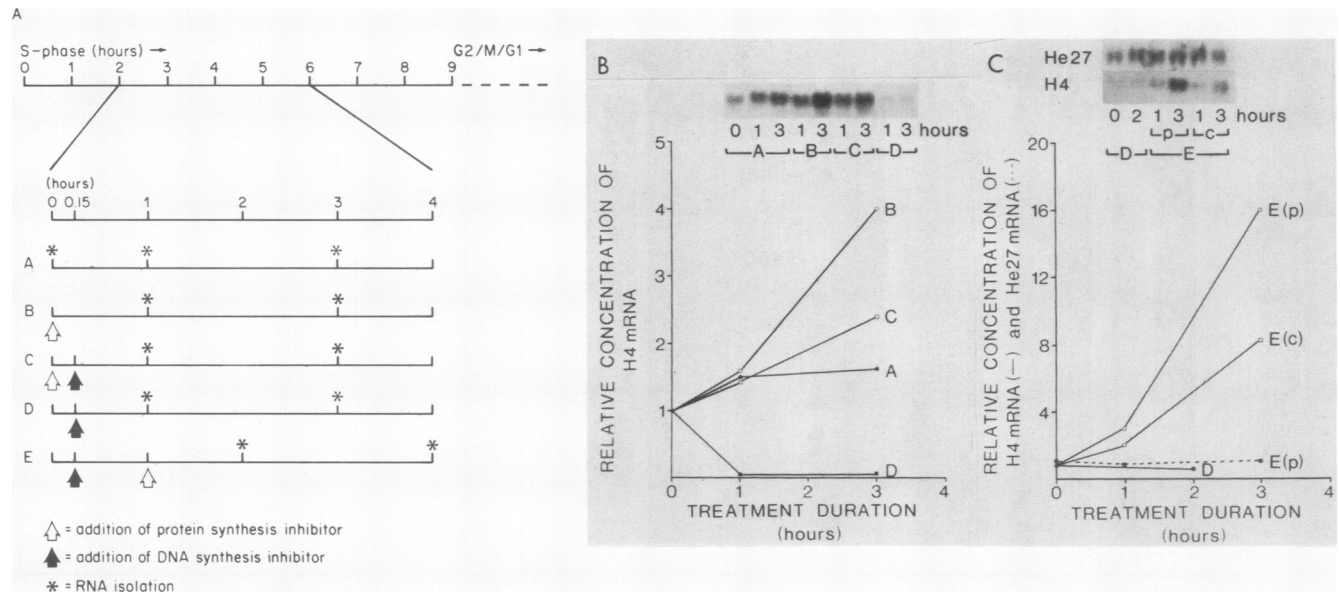 A
S-phase (hours) →
G2/M/G1 →
0 1 2 3 4 5 6 7 8 9
(hours)
0 0.15 1 2 3 4
A * * *
B * *
C * *
D * *
E * *
= addition of protein synthesis inhibitor
= addition of DNA synthesis inhibitor
* = RNA isolation
B
0 1 3 1 3 1 3 1 3 hours
A B C D
RELATIVE CONCENTRATION OF
H4 mRNA
5
4
3
2
1
B
C
A
D
0 1 2 3 4
TREATMENT DURATION
(hours)
C
He27
H4
0 2 1 3 1 3 hours
p c
D E
RELATIVE CONCENTRATION OF
H4 mRNA(—) and He27 mRNA(···)
20
16
12
8
4
E(p)
E(c)
E(p)
D
0 1 2 3 4
TREATMENT DURATION
(hours)